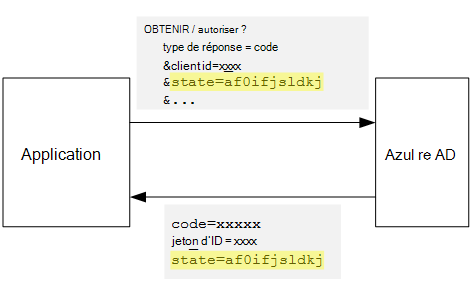 OBTENIR / autoriser ?
type de réponse = code
&client id=xxxx
&state=af0ifjsldkj
&...
Application
Azul re AD
code=xxxxx
jeton d'ID = xxxx
state=af0ifjsldkj